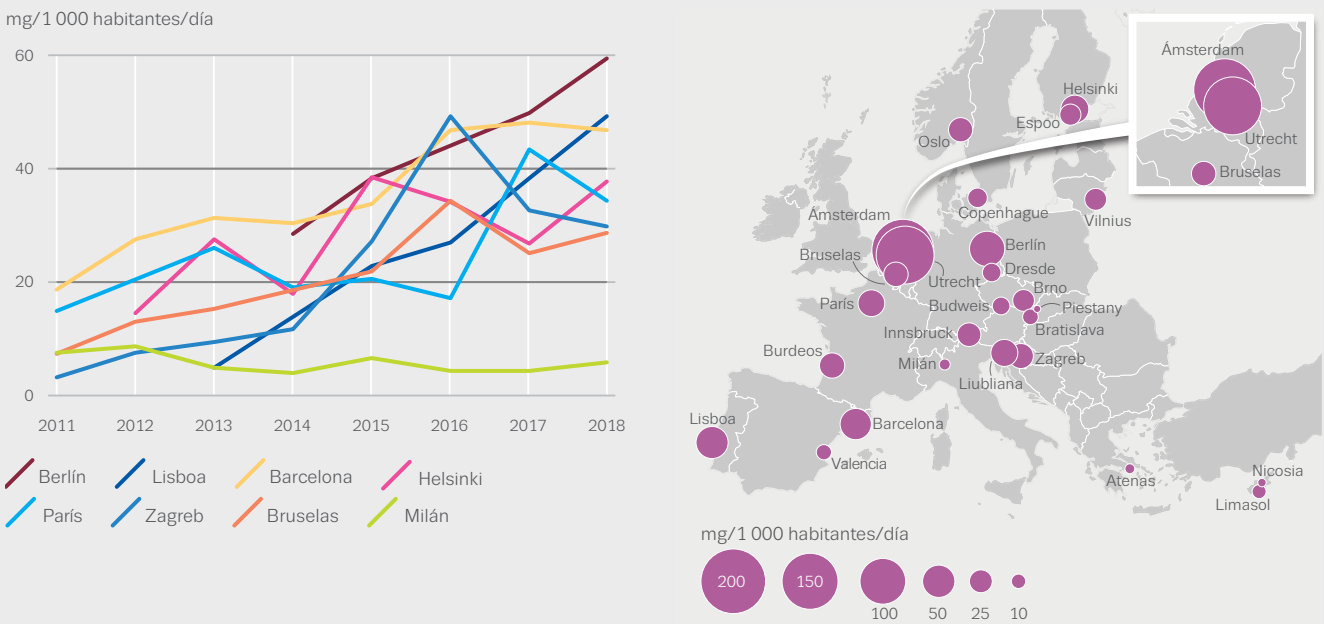 mg/1 000 habitantes/día
60
40
20
0
2011 2012 2013 2014 2015 2016 2017 2018
Berlín Lisboa Barcelona Helsinki
París Zagreb Bruselas Milán
Ámsterdam
Utrecht
Bruselas
Helsinki
Espoo
Oslo
Copenhague
Vilnius
Ámsterdam
Berlín
Bruselas
Utrecht
Dresde
Brno
París
Budweis
Piestany
Bratislava
Innsbruck
Burdeos
Milán
Zagreb
Liubliana
Lisboa
Barcelona
Valencia
Atenas
Nicosia
Limasol
mg/1 000 habitantes/día
200 150
100 50 25 10